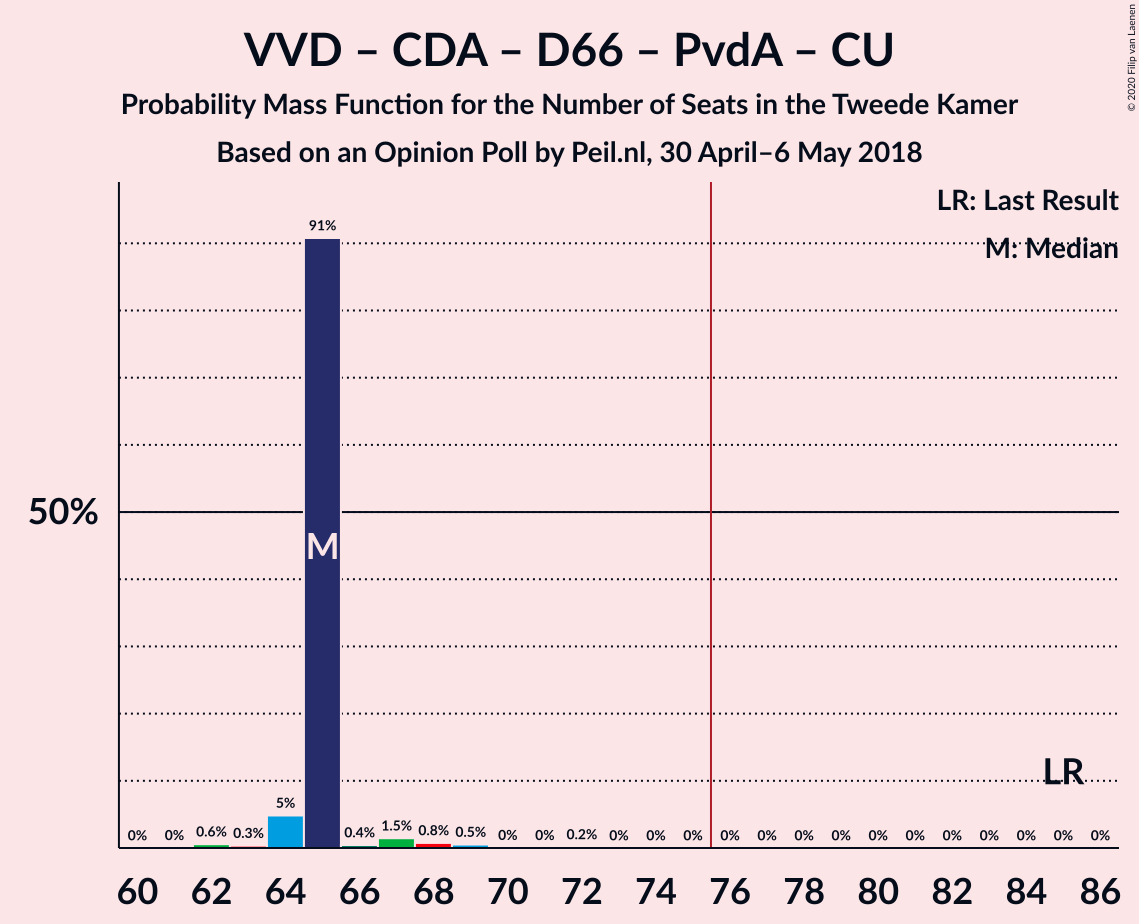 VVD – CDA – D66 – PvdA – CU
Probability Mass Function for the Number of Seats in the Tweede Kamer
Based on an Opinion Poll by Peil.nl, 30 April–6 May 2018
© 2020 Filip van Laenen
LR: Last Result
M: Median
91%
50%
M
LR
5%
0% 0% 0.6% 0.3% 0.4% 1.5% 0.8% 0.5% 0% 0% 0.2% 0% 0% 0% 0% 0% 0% 0% 0% 0% 0% 0% 0% 0% 0%
60 62 64 66 68 70 72 74 76 78 80 82 84 86